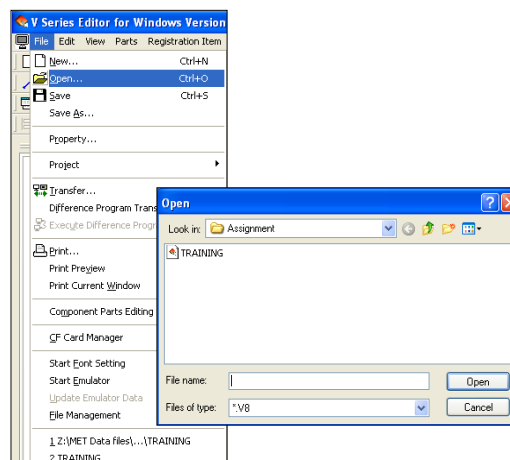 V Series Editor for Windows Version
File Edit View Parts Registration Item
New... Ctrl+N
Open... Ctrl+O
Save Ctrl+S
Save As...
Property...
Project
Transfer...
Difference Program Trans
Execute Difference Progr
Print...
Print Preview
Print Current Window
Component Parts Editing
CF Card Manager
Start Font Setting
Start Emulator
Update Emulator Data
File Management
1 Z:\MET Data files\...\TRAINING
2 TRAINING
Open
Look in: Assignment
TRAINING
File name: Open
Files of type: *.V8 Cancel